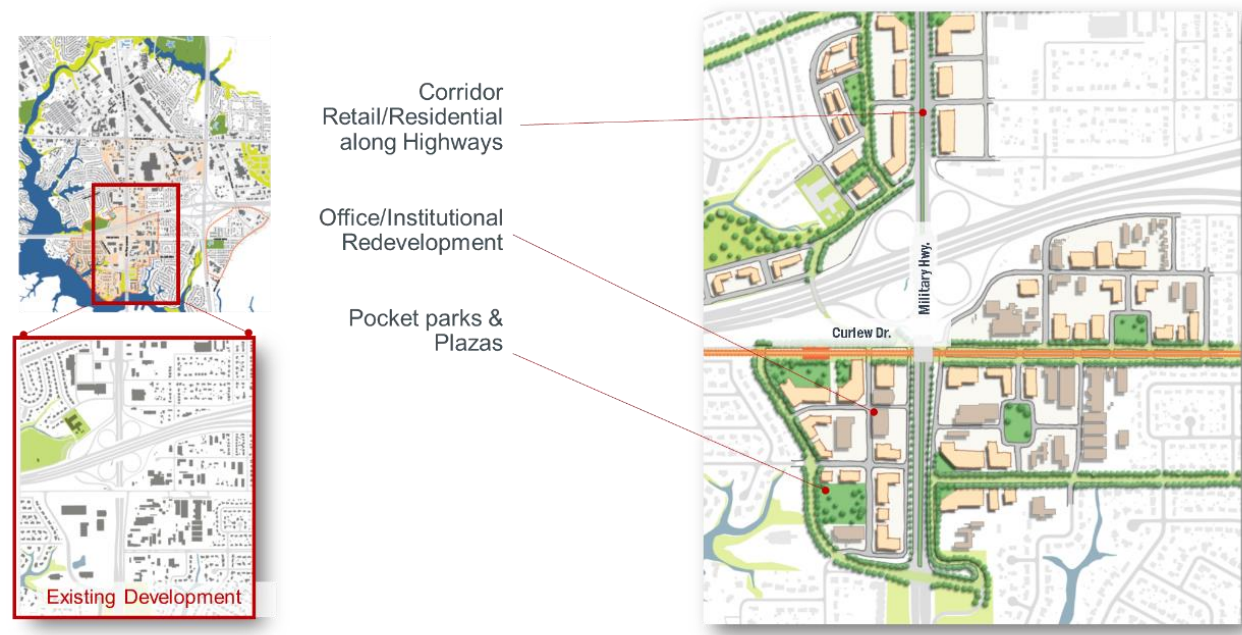 Corridor
Retail/Residential
along Highways
Office/Institutional
Redevelopment
Pocket parks &
Plazas
Military Hwy.
Curlew Dr.
Existing Development